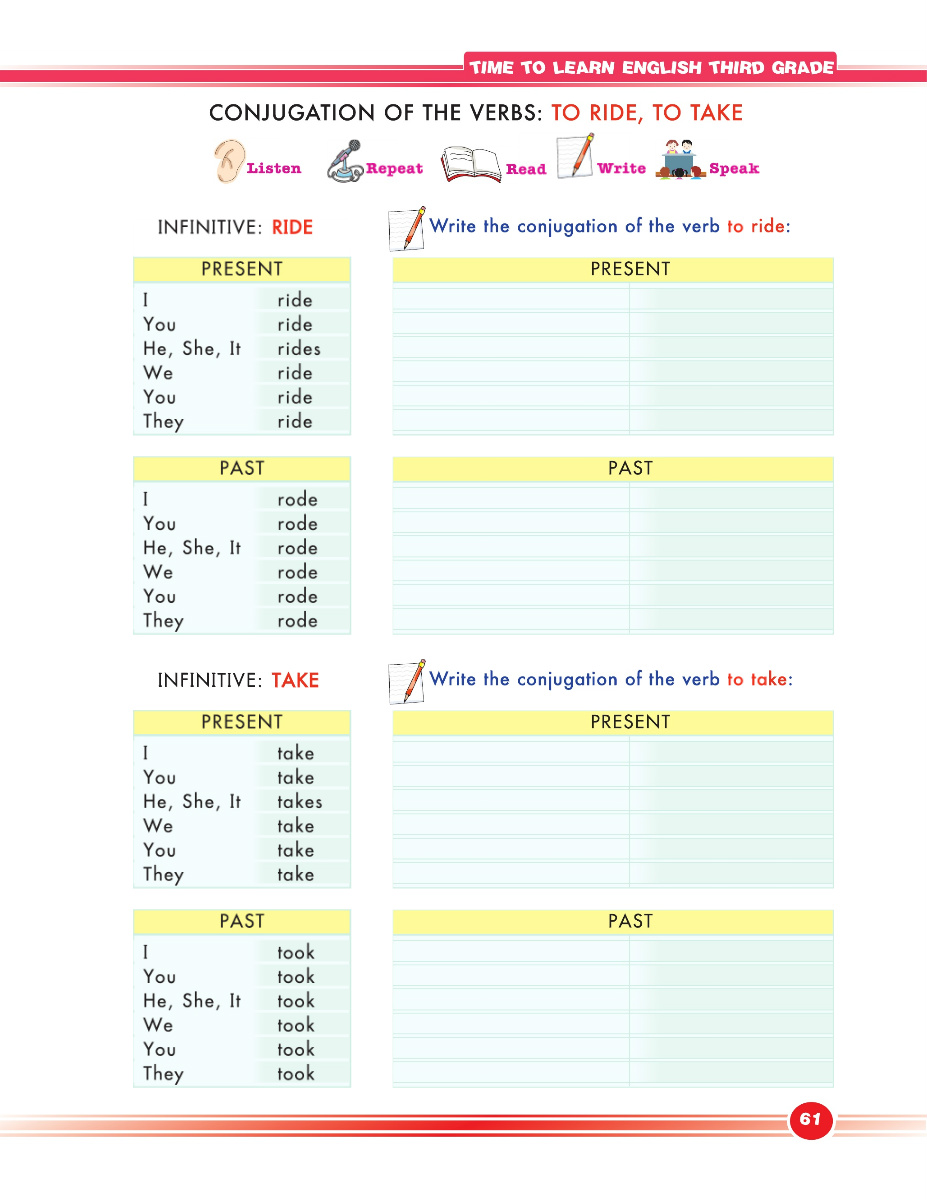 TIME TO LEARN ENGLISH THIRD GRADE
CONJUGATION OF THE VERBS: TO RIDE, TO TAKE
Listen Repeat Read Write Speak
INFINITIVE: RIDE
PRESENT
I ride
You ride
He, She, It rides
We ride
You ride
They ride
Write the conjugation of the verb to ride:
PRESENT
PAST
I rode
You rode
He, She, It rode
We rode
You rode
They rode
PAST
INFINITIVE: TAKE
PRESENT
I take
You take
He, She, It takes
We take
You take
They take
Write the conjugation of the verb to take:
PRESENT
PAST
I took
You took
He, She, It took
We took
You took
They took
PAST
61